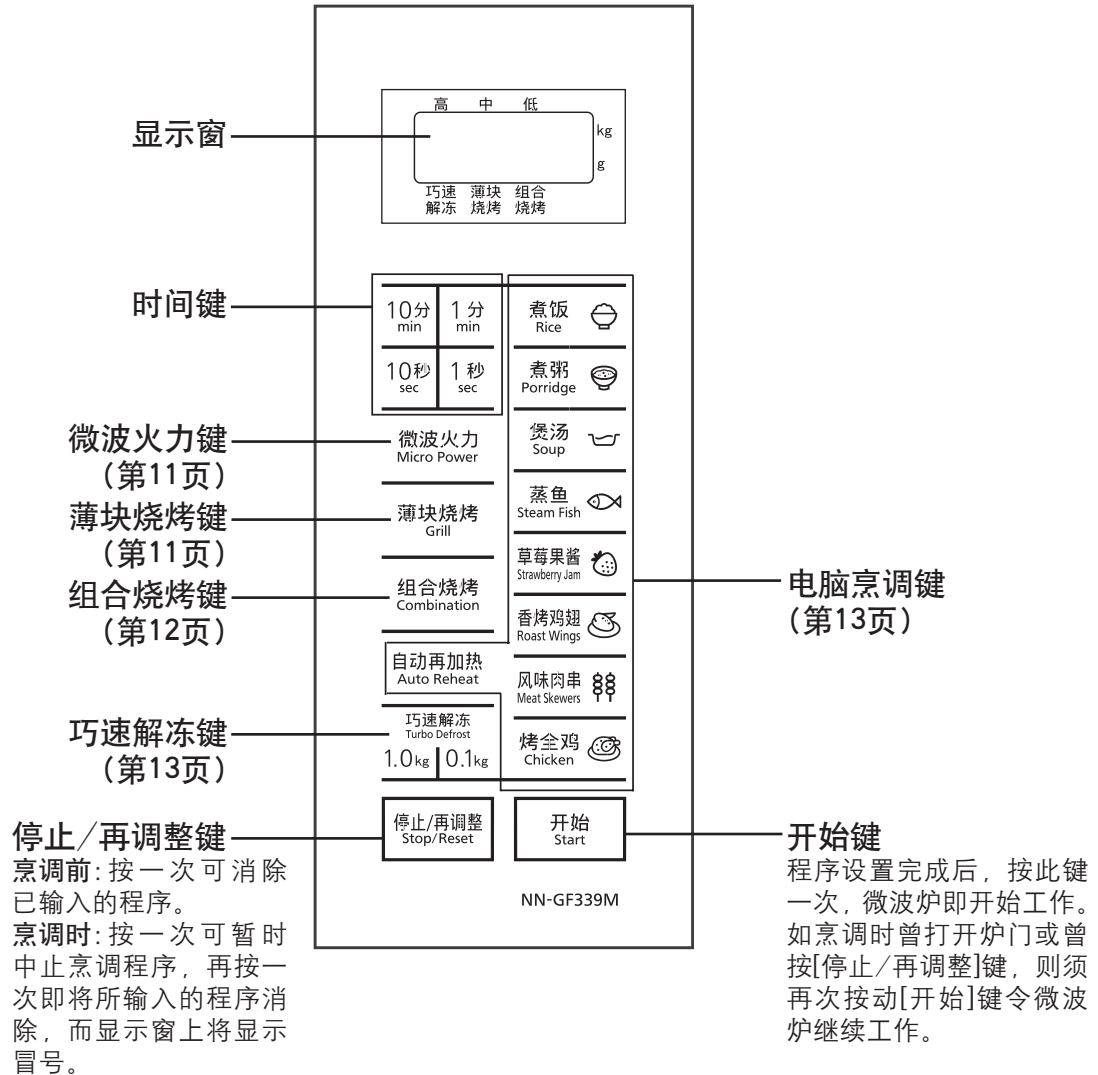 高 中 低
显示窗
kg
g
巧速 薄块 组合
解冻 烧烤 烧烤
时间键
10分 1分
min min
10秒 1秒
sec sec
微波火力键
(第11页)
微波火力
Micro Power
薄块烧烤键
(第11页)
薄块烧烤
Grill
组合烧烤键
(第12页)
组合烧烤
Combination
自动再加热
Auto Reheat
巧速解冻键
(第13页)
巧速解冻
Turbo Defrost
1.0kg 0.1kg
煮饭
Rice
煮粥
Porridge
煲汤
Soup
蒸鱼
Steam Fish
草莓果酱
Strawberry Jam
香烤鸡翅
Roast Wings
风味肉串
Meat Skewers
烤全鸡
Chicken
电脑烹调键
(第13页)
停止/再调整
Stop/Reset
开始
Start
NN-GF339M
停止/再调整键
烹调前:按一次可消除
已输入的程序。
烹调时:按一次可暂时
中止烹调程序，再按一
次即将所输入的程序消
除，而显示窗上将显示
冒号。
开始键
程序设置完成后，按此键
一次，微波炉即开始工作。
如烹调时曾打开炉门或曾
按[停止/再调整]键，则须
再次按动[开始]键令微波
炉继续工作。